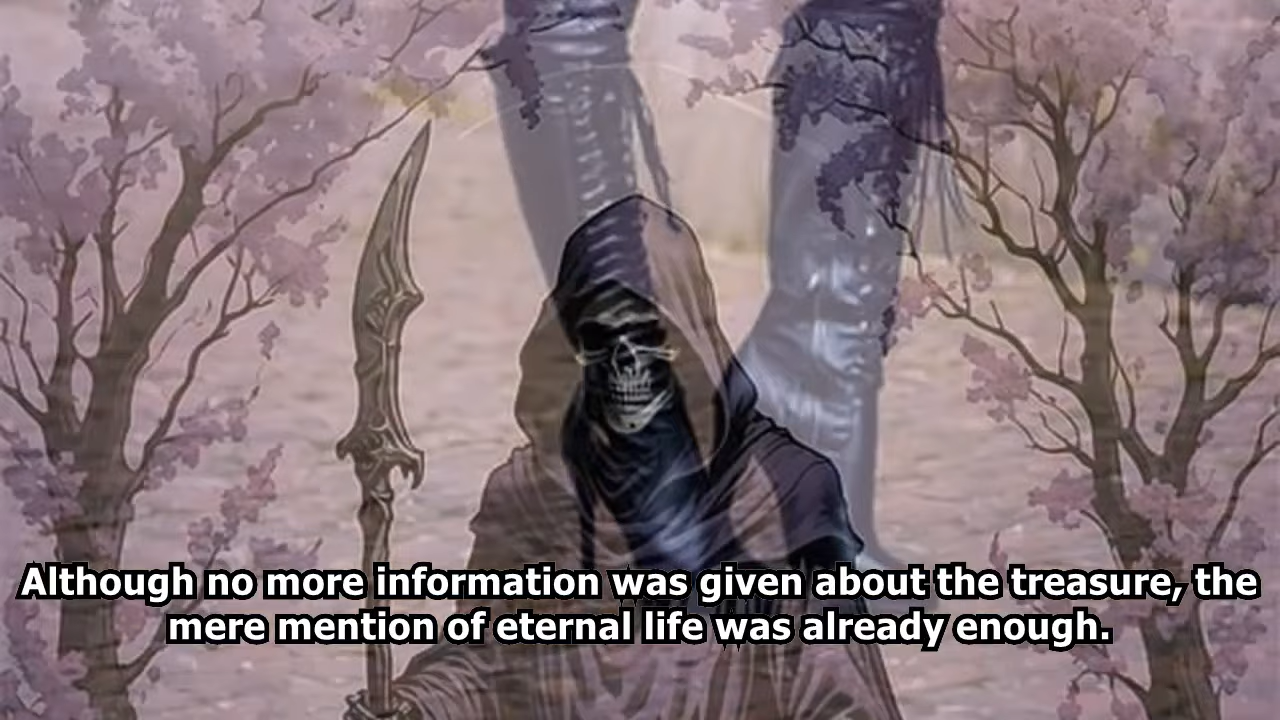 Although no more information was given about the treasure, the
mere mention of eternal life was already enough.